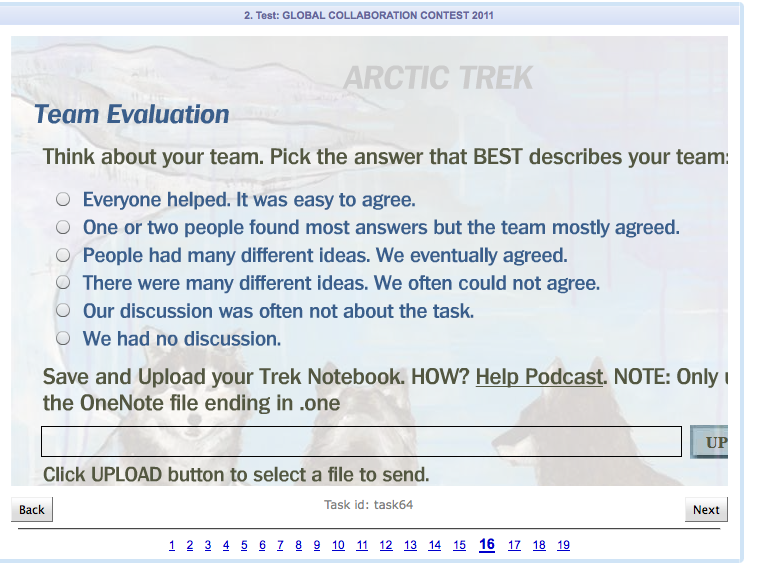 2. Test: GLOBAL COLLABORATION CONTEST 2011
ARCTIC TREK
Team Evaluation
Think about your team. Pick the answer that BEST describes your team:
Everyone helped. It was easy to agree.
One or two people found most answers but the team mostly agreed.
People had many different ideas. We eventually agreed.
There were many different ideas. We often could not agree.
Our discussion was often not about the task.
We had no discussion.
Save and Upload your Trek Notebook. HOW? Help Podcast. NOTE: Only
the OneNote file ending in .one
UP
Click UPLOAD button to select a file to send.
Back Task id: task64 Next
1 2 3 4 5 6 7 8 9 10 11 12 13 14 15 16 17 18 19